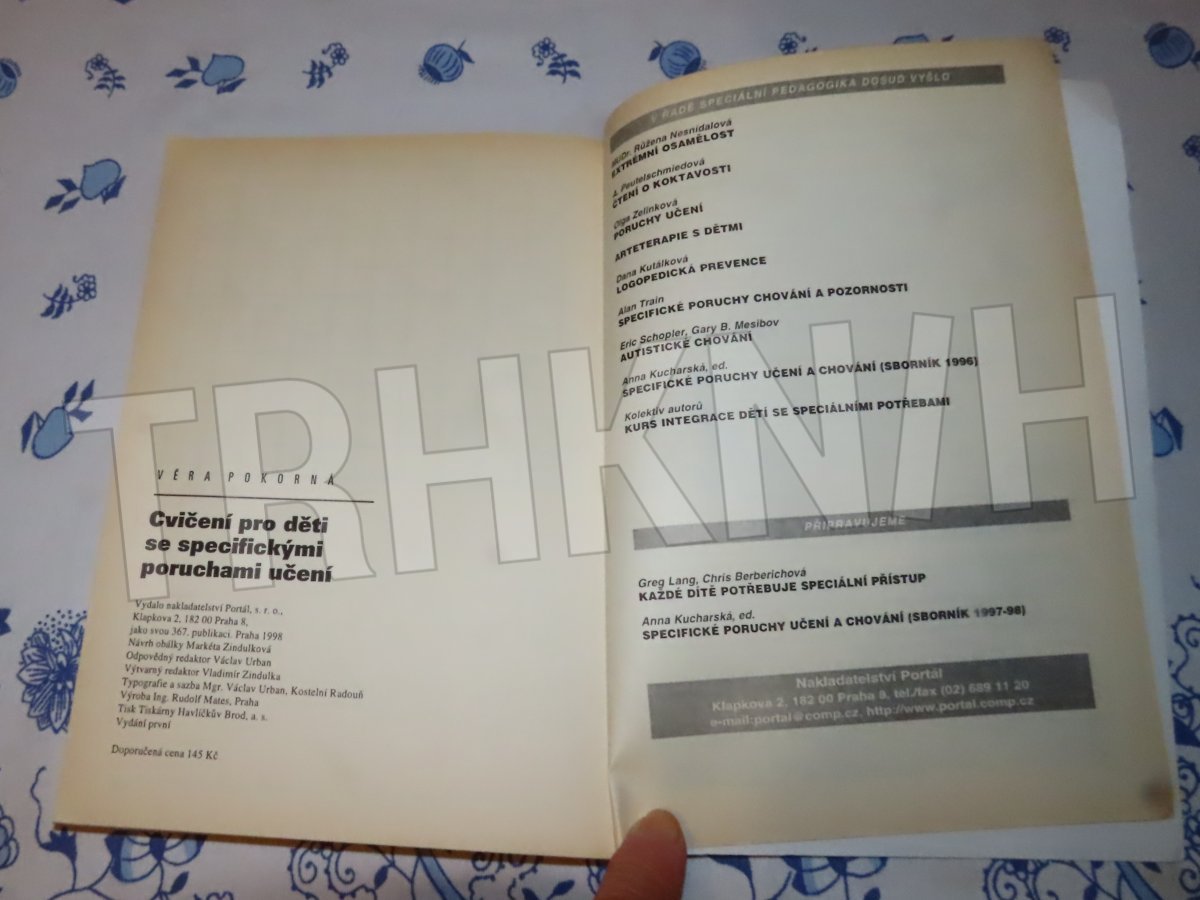 VĚRA POKORNÁ
Cvičení pro děti
se specifickými
poruchami učení
Vydalo nakladatelství Portál, s. r. o.,
Klapkova 2, 182 00 Praha 8,
jako svou 367. publikaci. Praha 1998
Návrh obálky Markéta Zindulková
Odpovědný redaktor Václav Urban
Výtvarný redaktor Vladimír Zindulka
Typografie a sazba Mgr. Václav Urban, Kostelní Radouň
Výroba Ing. Rudolf Mates, Praha
Tisk Tiskárny Havlíčkův Brod, a. s.
Vydání první
Doporučená cena 145 Kč
V ŘADĚ SPECIÁLNÍ PEDAGOGIKA DOSUD VYŠLO
MUDr. Růžena Nesnídalová
EXTRÉMNÍ OSAMĚLOST
A. Peutelschmiedová
ČTENÍ O KOKTAVOSTI
Olga Zelinková
PORUCHY UČENÍ
ARTETERAPIE S DĚTMI
Dana Kutálková
LOGOPEDICKÁ PREVENCE
Alan Train
SPECIFICKÉ PORUCHY CHOVÁNÍ A POZORNOSTI
Eric Schopler, Gary B. Mesibov
AUTISTICKÉ CHOVÁNÍ
Anna Kucharská, ed.
SPECIFICKÉ PORUCHY UČENÍ A CHOVÁNÍ (SBORNÍK 1996)
Kolektiv autorů
KURS INTEGRACE DĚTÍ SE SPECIÁLNÍMI POTŘEBAMI
PŘIPRAVUJEME
Greg Lang, Chris Berberichová
KAŽDÉ DÍTĚ POTŘEBUJE SPECIÁLNÍ PŘÍSTUP
Anna Kucharská, ed.
SPECIFICKÉ PORUCHY UČENÍ A CHOVÁNÍ (SBORNÍK 1997-98)
Nakladatelství Portál
Klapkova 2, 182 00 Praha 8, tel./fax (02) 689 11 20
e-mail:portal@comp.cz, http://www.portal.comp.cz
TRHKNIH